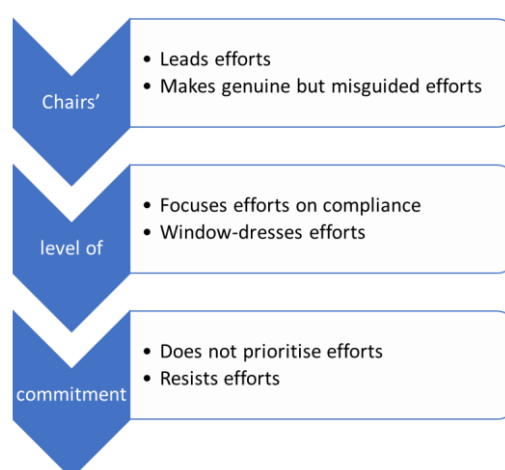 Chairs’
• Leads efforts
• Makes genuine but misguided efforts
level of
• Focuses efforts on compliance
• Window-dresses efforts
commitment
• Does not prioritise efforts
• Resists efforts